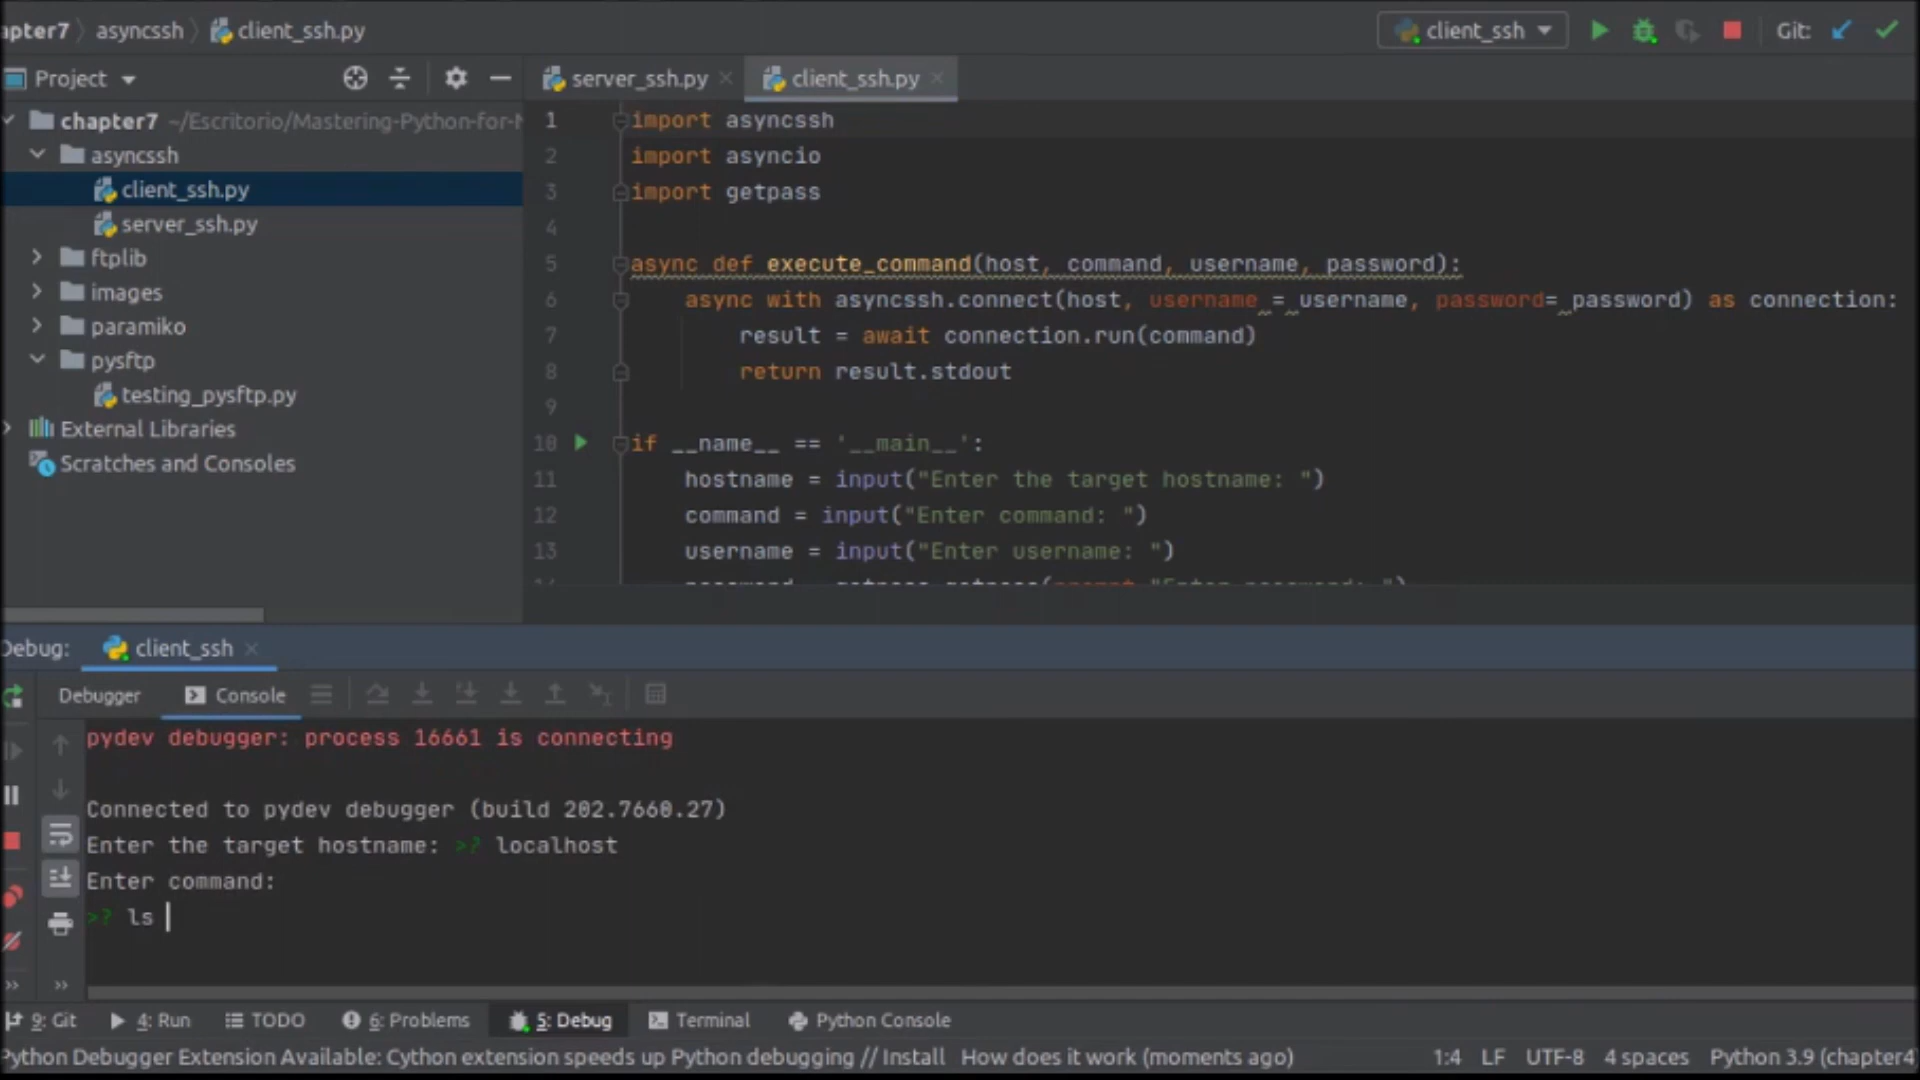 apter7 asyncssh client_ssh.py client_ssh Git:
Project server_ssh.py client_ssh.py
chapter7 ~/Escritorio/Mastering-Python-for-N
asyncssh
client_ssh.py
server_ssh.py
ftplib
images
paramiko
pysftp
testing_pysftp.py
External Libraries
Scratches and Consoles
1 import asyncssh
2 import asyncio
3 import getpass
4
5 async def execute_command(host, command, username, password):
6 async with asyncssh.connect(host, username = username, password= password) as connection:
7 result = await connection.run(command)
8 return result.stdout
9
10 if __name__ == '__main__':
11 hostname = input("Enter the target hostname: ")
12 command = input("Enter command: ")
13 username = input("Enter username: ")
Debug: client_ssh
Debugger Console
pydev debugger: process 16661 is connecting
Connected to pydev debugger (build 202.7660.27)
Enter the target hostname: >? localhost
Enter command:
>? ls
9: Git 4: Run TODO 6: Problems 5: Debug Terminal Python Console
Python Debugger Extension Available: Cython extension speeds up Python debugging // Install How does it work (moments ago) 1:4 LF UTF-8 4 spaces Python 3.9 (chapter4